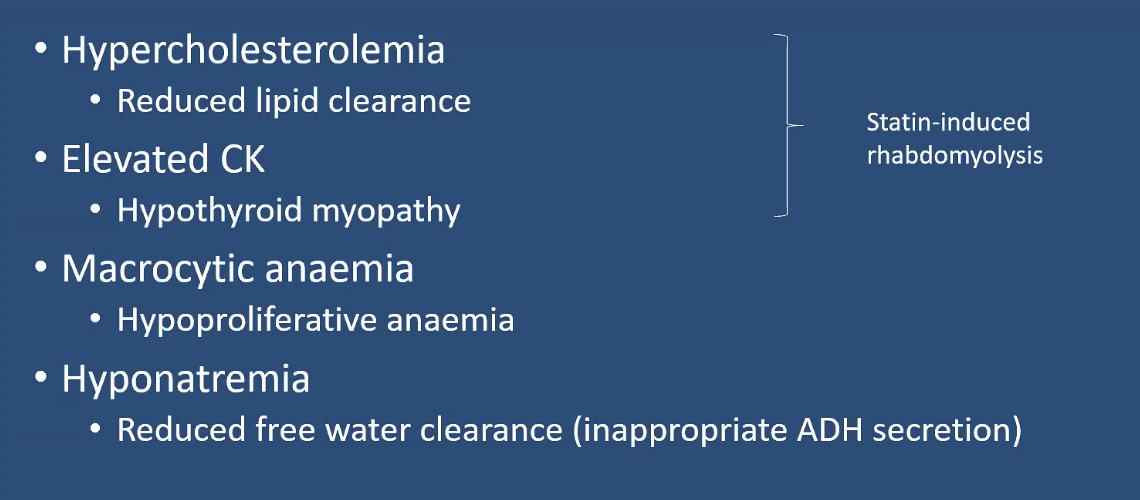 • Hypercholesterolemia
• Reduced lipid clearance
• Elevated CK
• Hypothyroid myopathy
• Macrocytic anaemia
• Hypoproliferative anaemia
• Hyponatremia
• Reduced free water clearance (inappropriate ADH secretion)
Statin-induced
rhabdomyolysis